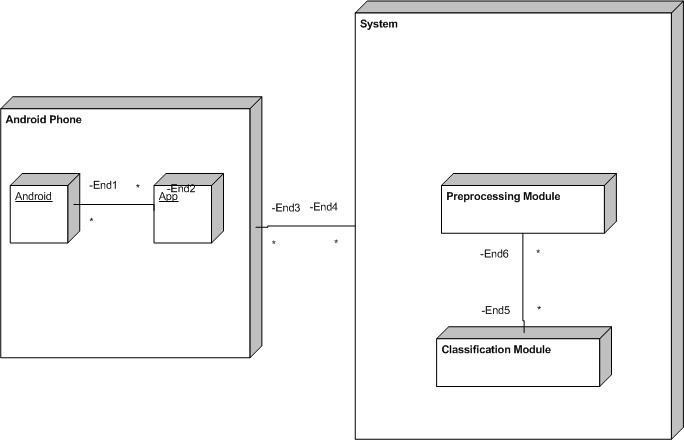 System
Android Phone
Android
-End1
*
-End2
App
*
-End3
-End4
*
*
Preprocessing Module
-End6
*
-End5
*
Classification Module